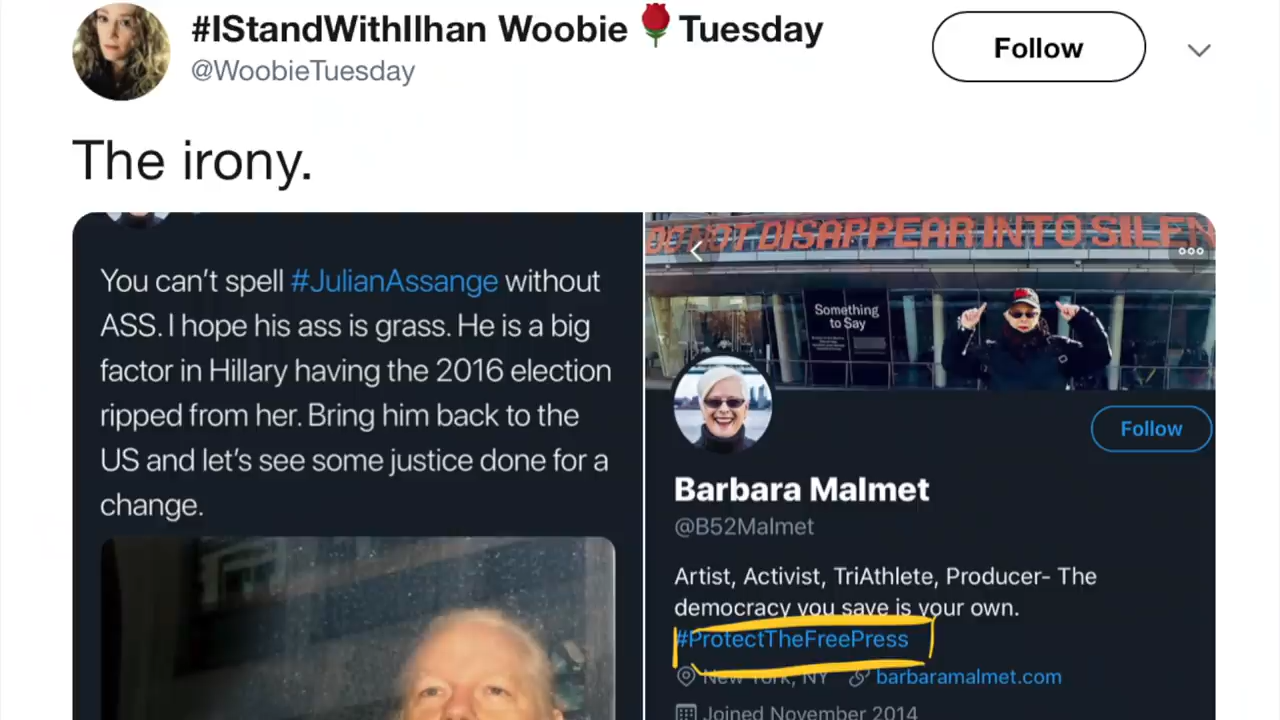 #IStandWithIlhan Woobie🌹Tuesday
@WoobieTuesday
Follow
The irony.
You can't spell #JulianAssange without
ASS. I hope his ass is grass. He is a big
factor in Hillary having the 2016 election
ripped from her. Bring him back to the
US and let's see some justice done for a
change.
DO NOT DISAPPEAR INTO SILEN
Something
to Say
Follow
Barbara Malmet
@B52Malmet
Artist, Activist, TriAthlete, Producer- The
democracy you save is your own.
#ProtectTheFreePress
New York, NY barbaramalmet.com
Joined November 2014